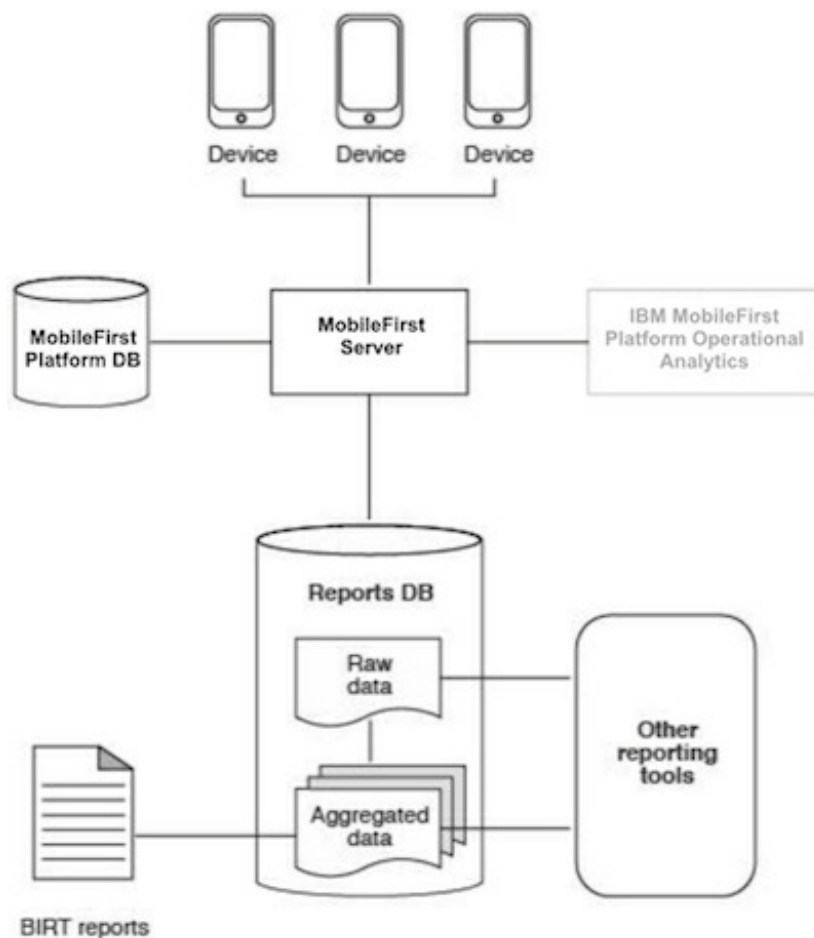 Device
Device
Device
MobileFirst
Platform DB
MobileFirst
Server
IBM MobileFirst
Platform Operational
Analytics
Reports DB
Raw
data
Other
reporting
tools
Aggregated
data
BIRT reports